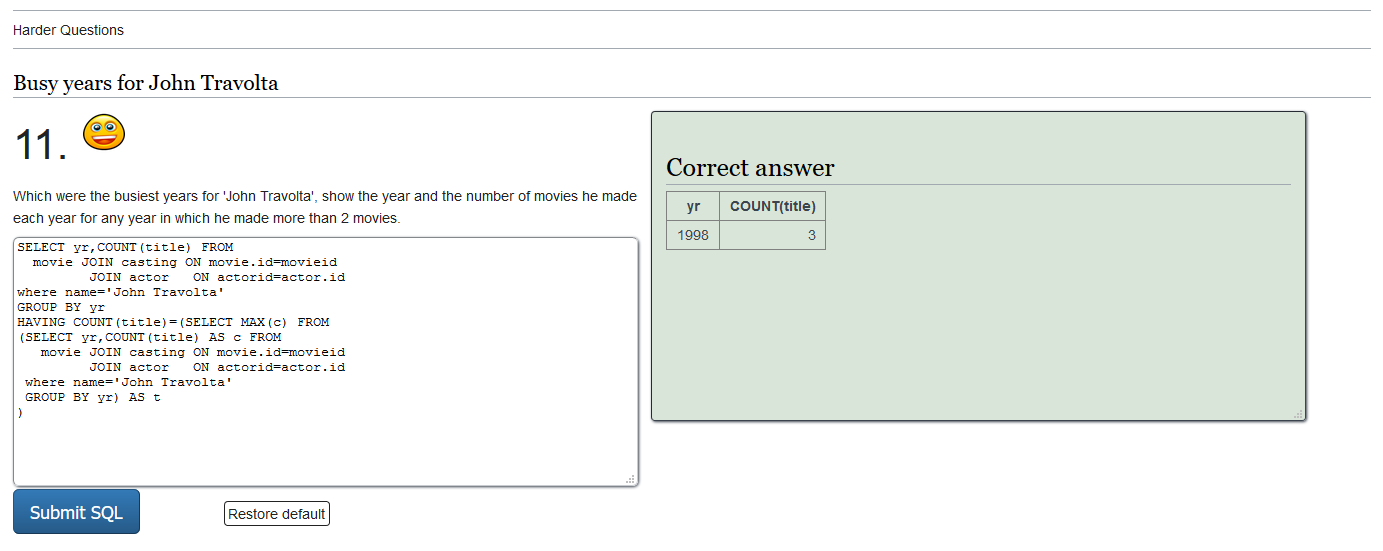 Harder Questions
Busy years for John Travolta
11.
Which were the busiest years for 'John Travolta', show the year and the number of movies he made
each year for any year in which he made more than 2 movies.
SELECT yr,COUNT(title) FROM
  movie JOIN casting ON movie.id=movieid
         JOIN actor   ON actorid=actor.id
where name='John Travolta'
GROUP BY yr
HAVING COUNT(title)=(SELECT MAX(c) FROM
(SELECT yr,COUNT(title) AS c FROM
   movie JOIN casting ON movie.id=movieid
         JOIN actor   ON actorid=actor.id
 where name='John Travolta'
 GROUP BY yr) AS t
)
Submit SQL
Restore default
Correct answer
yr COUNT(title)
1998 3